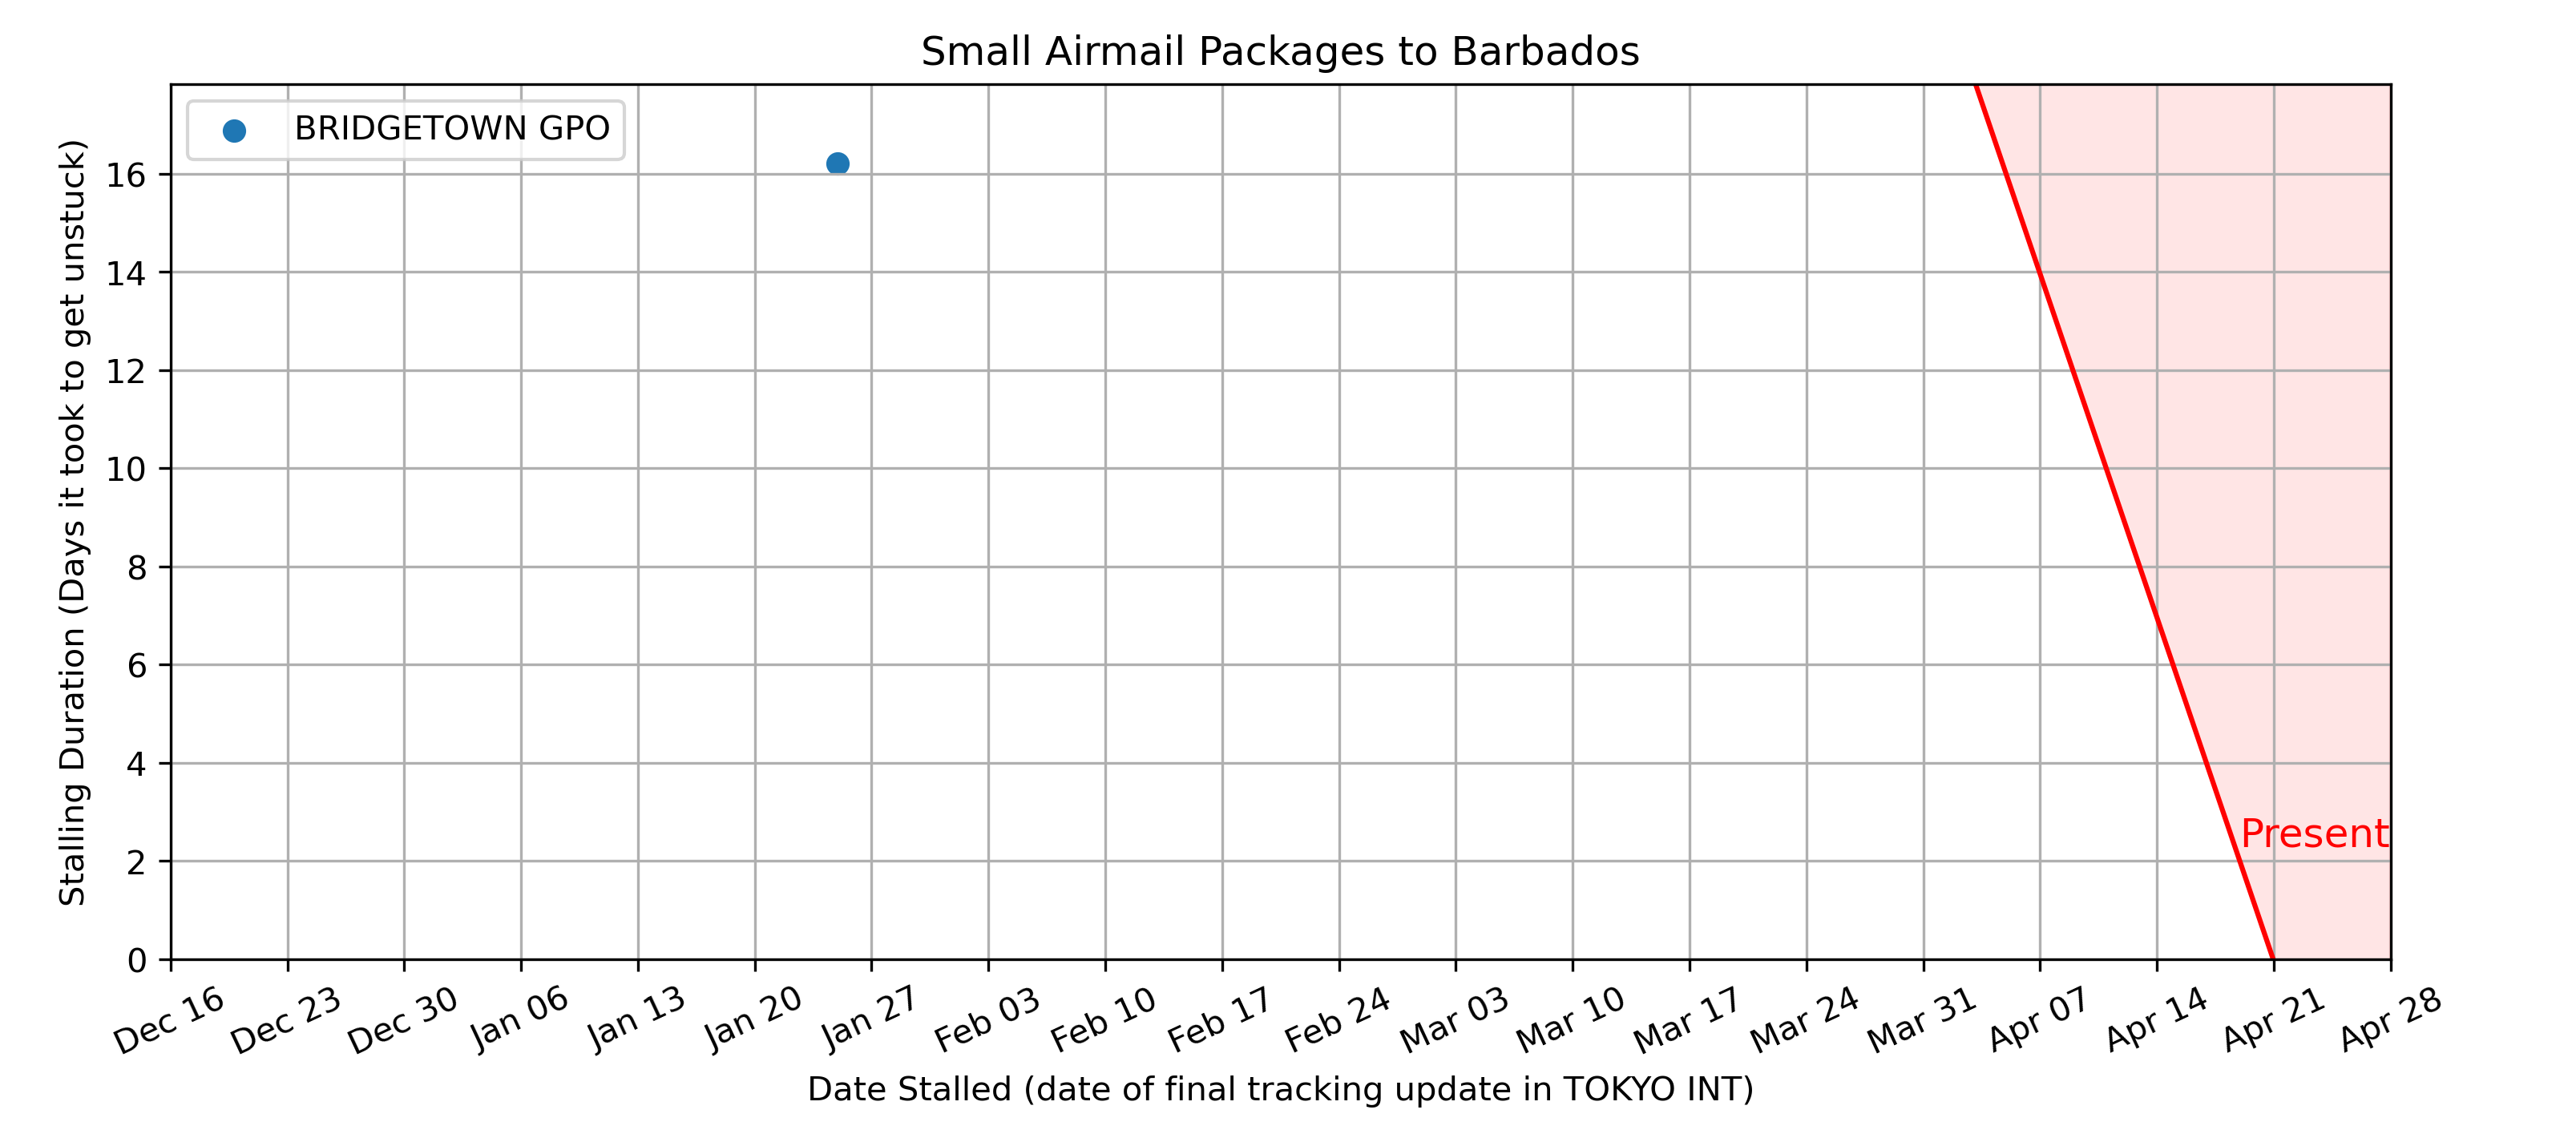 Small Airmail Packages to Barbados
BRIDGETOWN GPO
Stalling Duration (Days it took to get unstuck)
16
14
12
10
8
6
4
2
0
Present
Dec 16 Dec 23 Dec 30 Jan 06 Jan 13 Jan 20 Jan 27 Feb 03 Feb 10 Feb 17 Feb 24 Mar 03 Mar 10 Mar 17 Mar 24 Mar 31 Apr 07 Apr 14 Apr 21 Apr 28
Date Stalled (date of final tracking update in TOKYO INT)